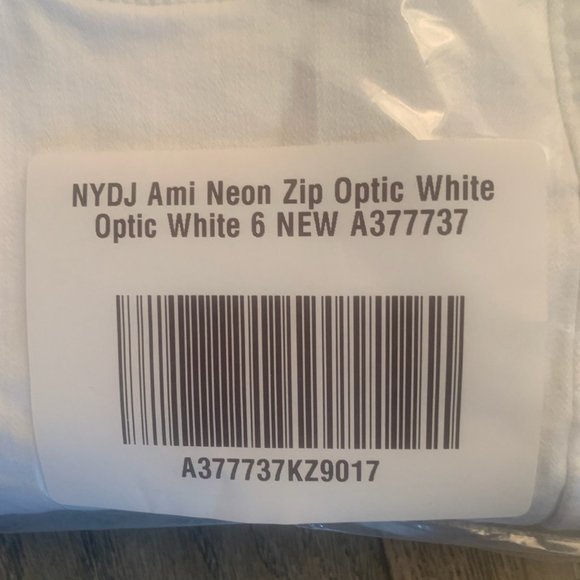 NYDJ Ami Neon Zip Optic White
Optic White 6 NEW A377737
A377737KZ9017